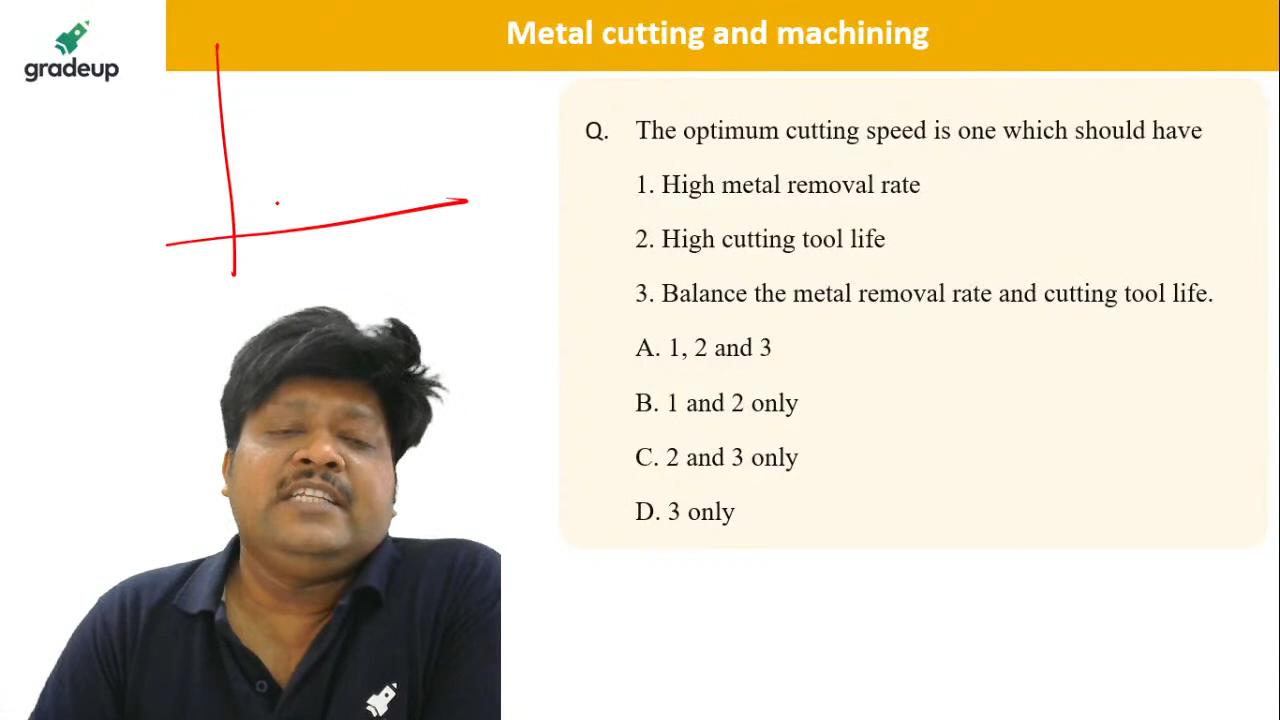 gradeup
Metal cutting and machining
Q. The optimum cutting speed is one which should have
1. High metal removal rate
2. High cutting tool life
3. Balance the metal removal rate and cutting tool life.
A. 1, 2 and 3
B. 1 and 2 only
C. 2 and 3 only
D. 3 only